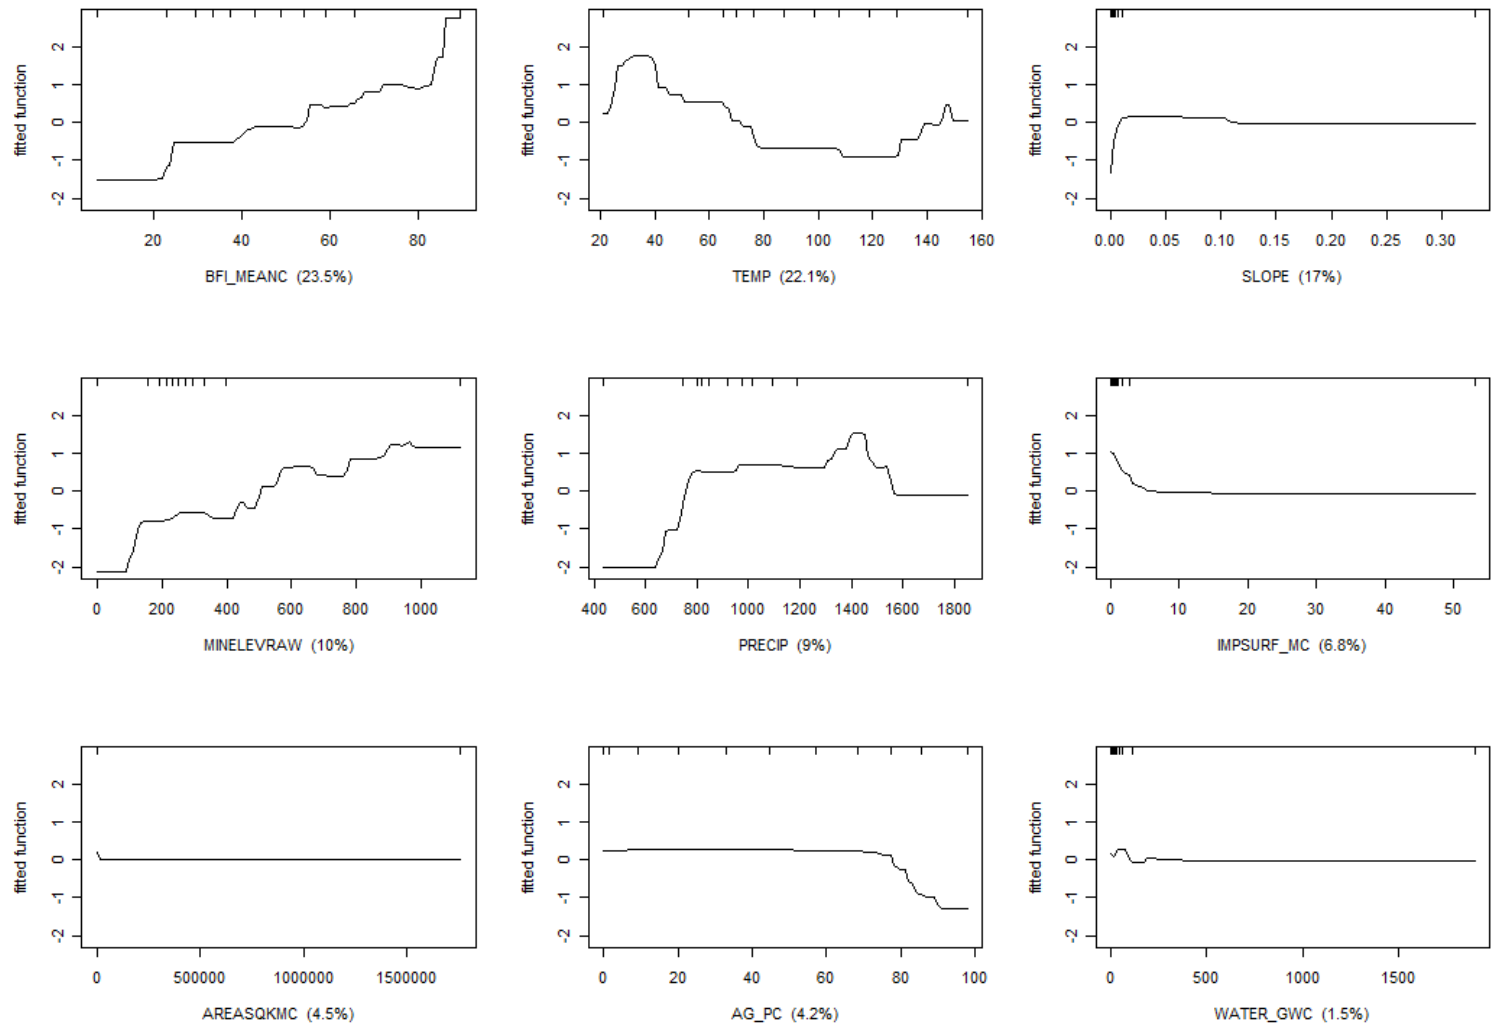 fitted function
-2 -1 0 1 2
20 40 60 80
BFI_MEANC (23.5%)
fitted function
-2 -1 0 1 2
20 40 60 80 100 120 140 160
TEMP (22.1%)
fitted function
-2 -1 0 1 2
0.00 0.05 0.10 0.15 0.20 0.25 0.30
SLOPE (17%)
fitted function
-2 -1 0 1 2
0 200 400 600 800 1000
MINELEVRAW (10%)
fitted function
-2 -1 0 1 2
400 600 800 1000 1200 1400 1600 1800
PRECIP (9%)
fitted function
-2 -1 0 1 2
0 10 20 30 40 50
IMPSURF_MC (6.8%)
fitted function
-2 -1 0 1 2
0 500000 1000000 1500000
AREASQKMC (4.5%)
fitted function
-2 -1 0 1 2
0 20 40 60 80 100
AG_PC (4.2%)
fitted function
-2 -1 0 1 2
0 500 1000 1500
WATER_GWC (1.5%)